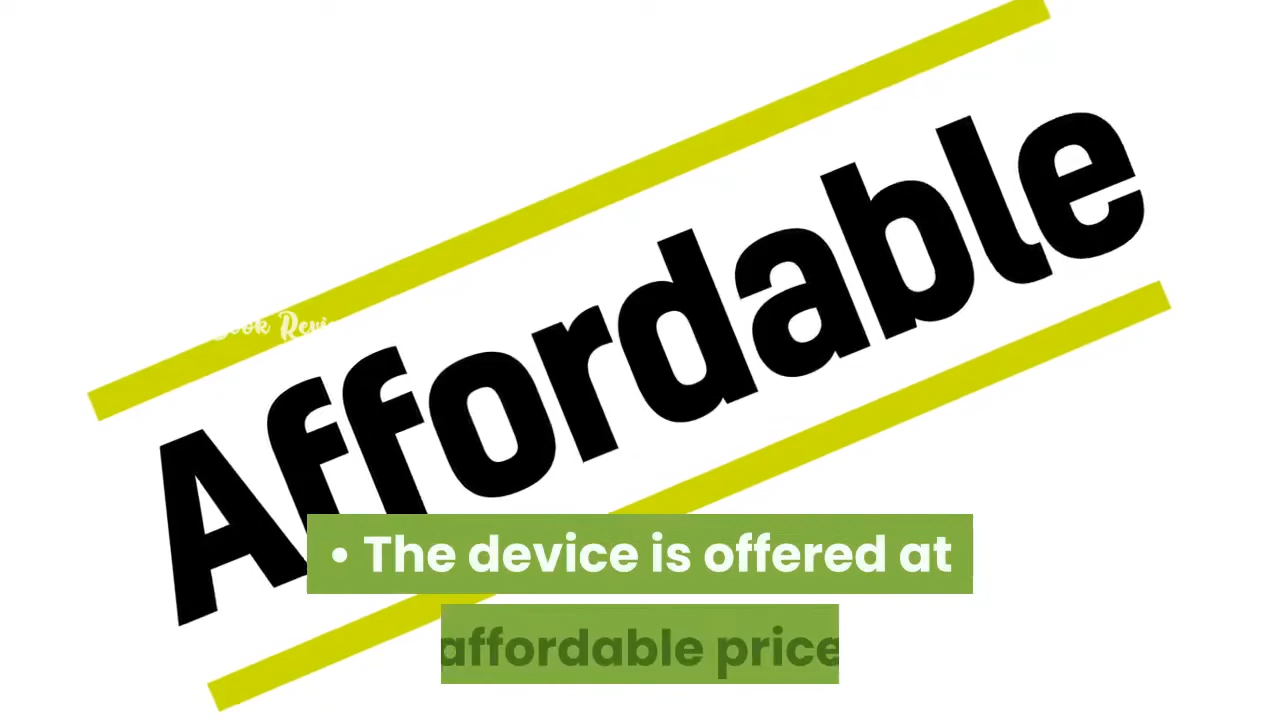 Affordable
• The device is offered at
affordable price